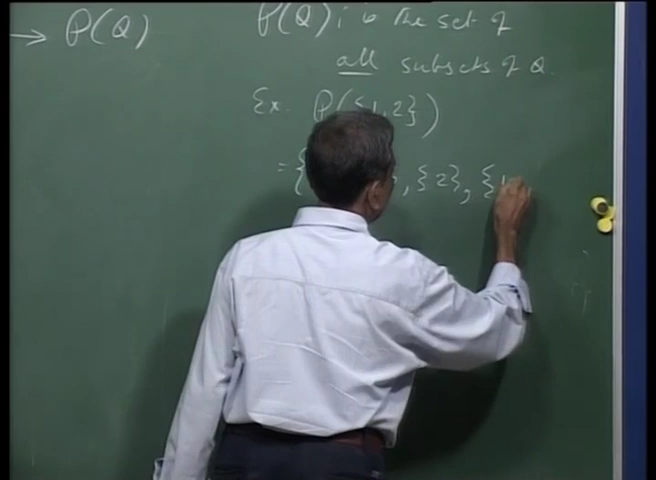 → P(Q)
P(Q) is the set of
all subsets of Q
Ex. P({1,2})
= { , {2}, {1